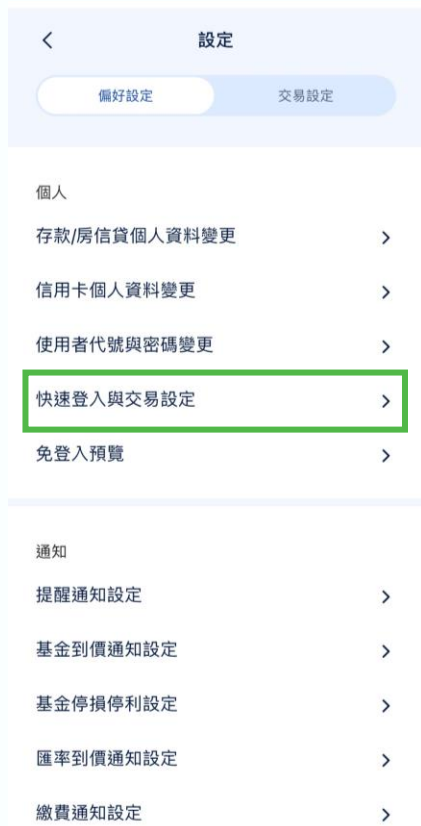 設定
偏好設定 交易設定
個人
存款/房信貸個人資料變更
信用卡個人資料變更
使用者代號與密碼變更
快速登入與交易設定
免登入預覽
通知
提醒通知設定
基金到價通知設定
基金停損停利設定
匯率到價通知設定
繳費通知設定